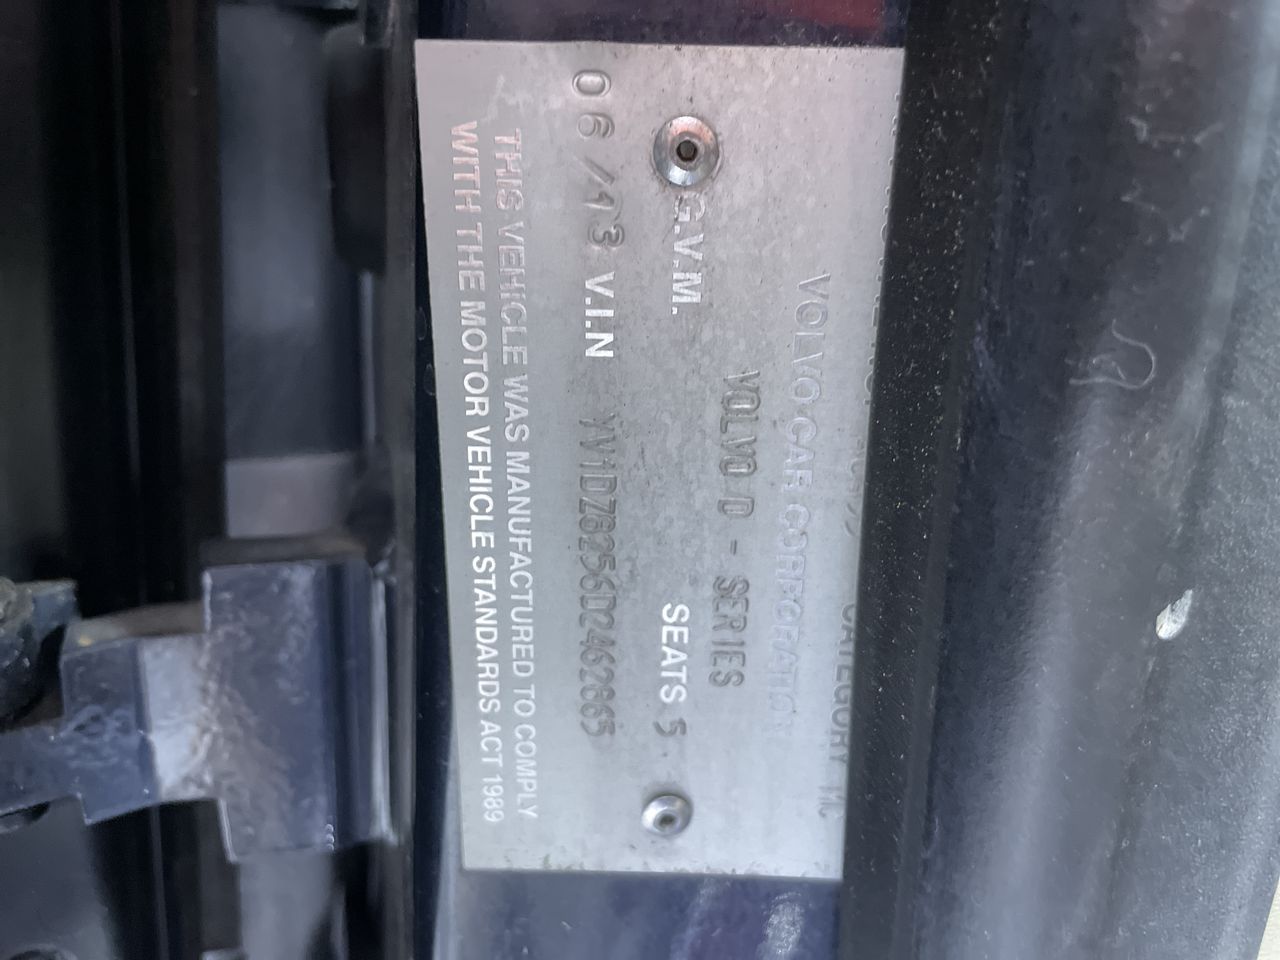 CATEGORY MC
VOLVO CAR CORPORATION
VOLVO D - SERIES
G.V.M. SEATS 5
06/13 V.I.N YV1DZ8256D2462665
THIS VEHICLE WAS MANUFACTURED TO COMPLY
WITH THE MOTOR VEHICLE STANDARDS ACT 1989